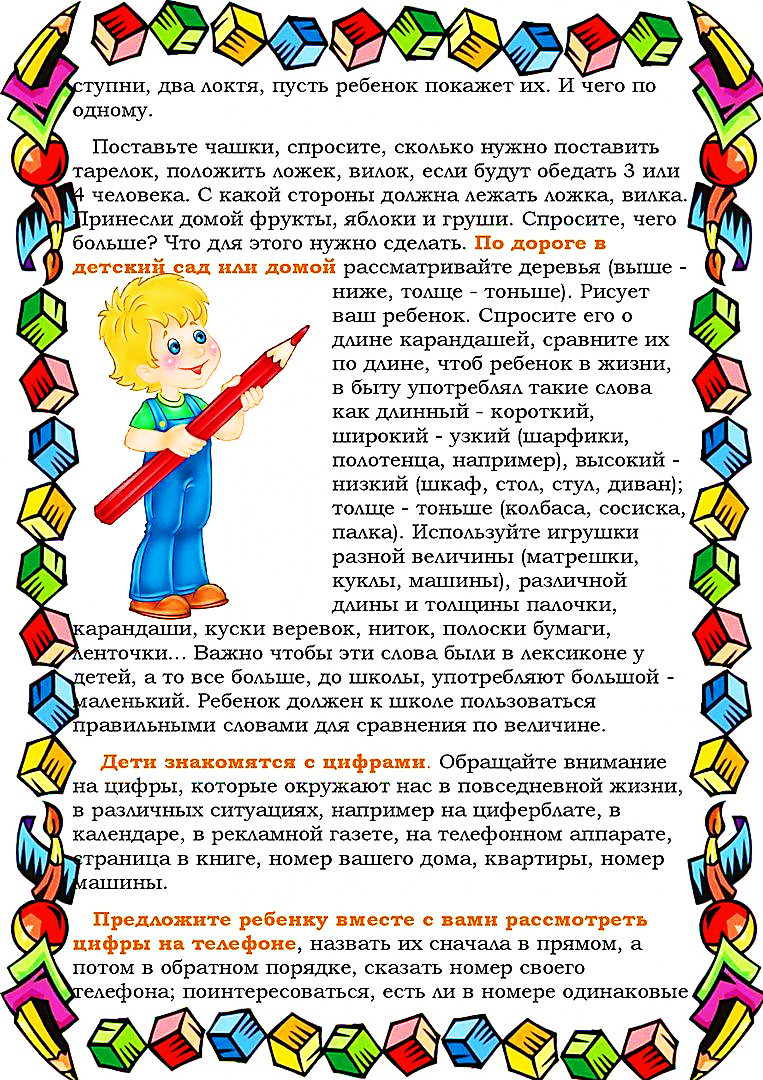 ступни, два локтя, пусть ребенок покажет их. И чего по
одному.
Поставьте чашки, спросите, сколько нужно поставить
тарелок, положить ложек, вилок, если будут обедать 3 или
4 человека. С какой стороны должна лежать ложка, вилка.
Принесли домой фрукты, яблоки и груши. Спросите, чего
больше? Что для этого нужно сделать. По дороге в
детский сад или домой рассматривайте деревья (выше -
ниже, толще - тоньше). Рисует
ваш ребенок. Спросите его о
длине карандашей, сравните их
по длине, чтоб ребенок в жизни,
в быту употреблял такие слова
как длинный - короткий,
широкий - узкий (шарфики,
полотенца, например), высокий -
низкий (шкаф, стол, стул, диван);
толще - тоньше (колбаса, сосиска,
палка). Используйте игрушки
разной величины (матрешки,
куклы, машины), различной
длины и толщины палочки,
карандаши, куски веревок, ниток, полоски бумаги,
ленточки... Важно чтобы эти слова были в лексиконе у
детей, а то все больше, до школы, употребляют большой -
маленький. Ребенок должен к школе пользоваться
правильными словами для сравнения по величине.
Дети знакомятся с цифрами. Обращайте внимание
на цифры, которые окружают нас в повседневной жизни,
в различных ситуациях, например на циферблате, в
календаре, в рекламной газете, на телефонном аппарате,
страница в книге, номер вашего дома, квартиры, номер
машины.
Предложите ребенку вместе с вами рассмотреть
цифры на телефоне, назвать их сначала в прямом, а
потом в обратном порядке, сказать номер своего
телефона; поинтересоваться, есть ли в номере одинаковые